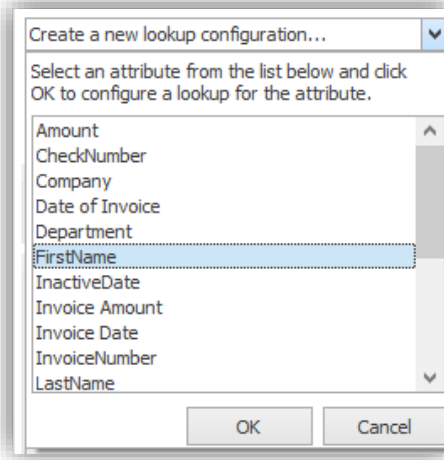 Create a new lookup configuration...
Select an attribute from the list below and click
OK to configure a lookup for the attribute.
Amount
CheckNumber
Company
Date of Invoice
Department
FirstName
InactiveDate
Invoice Amount
Invoice Date
InvoiceNumber
LastName
OK Cancel